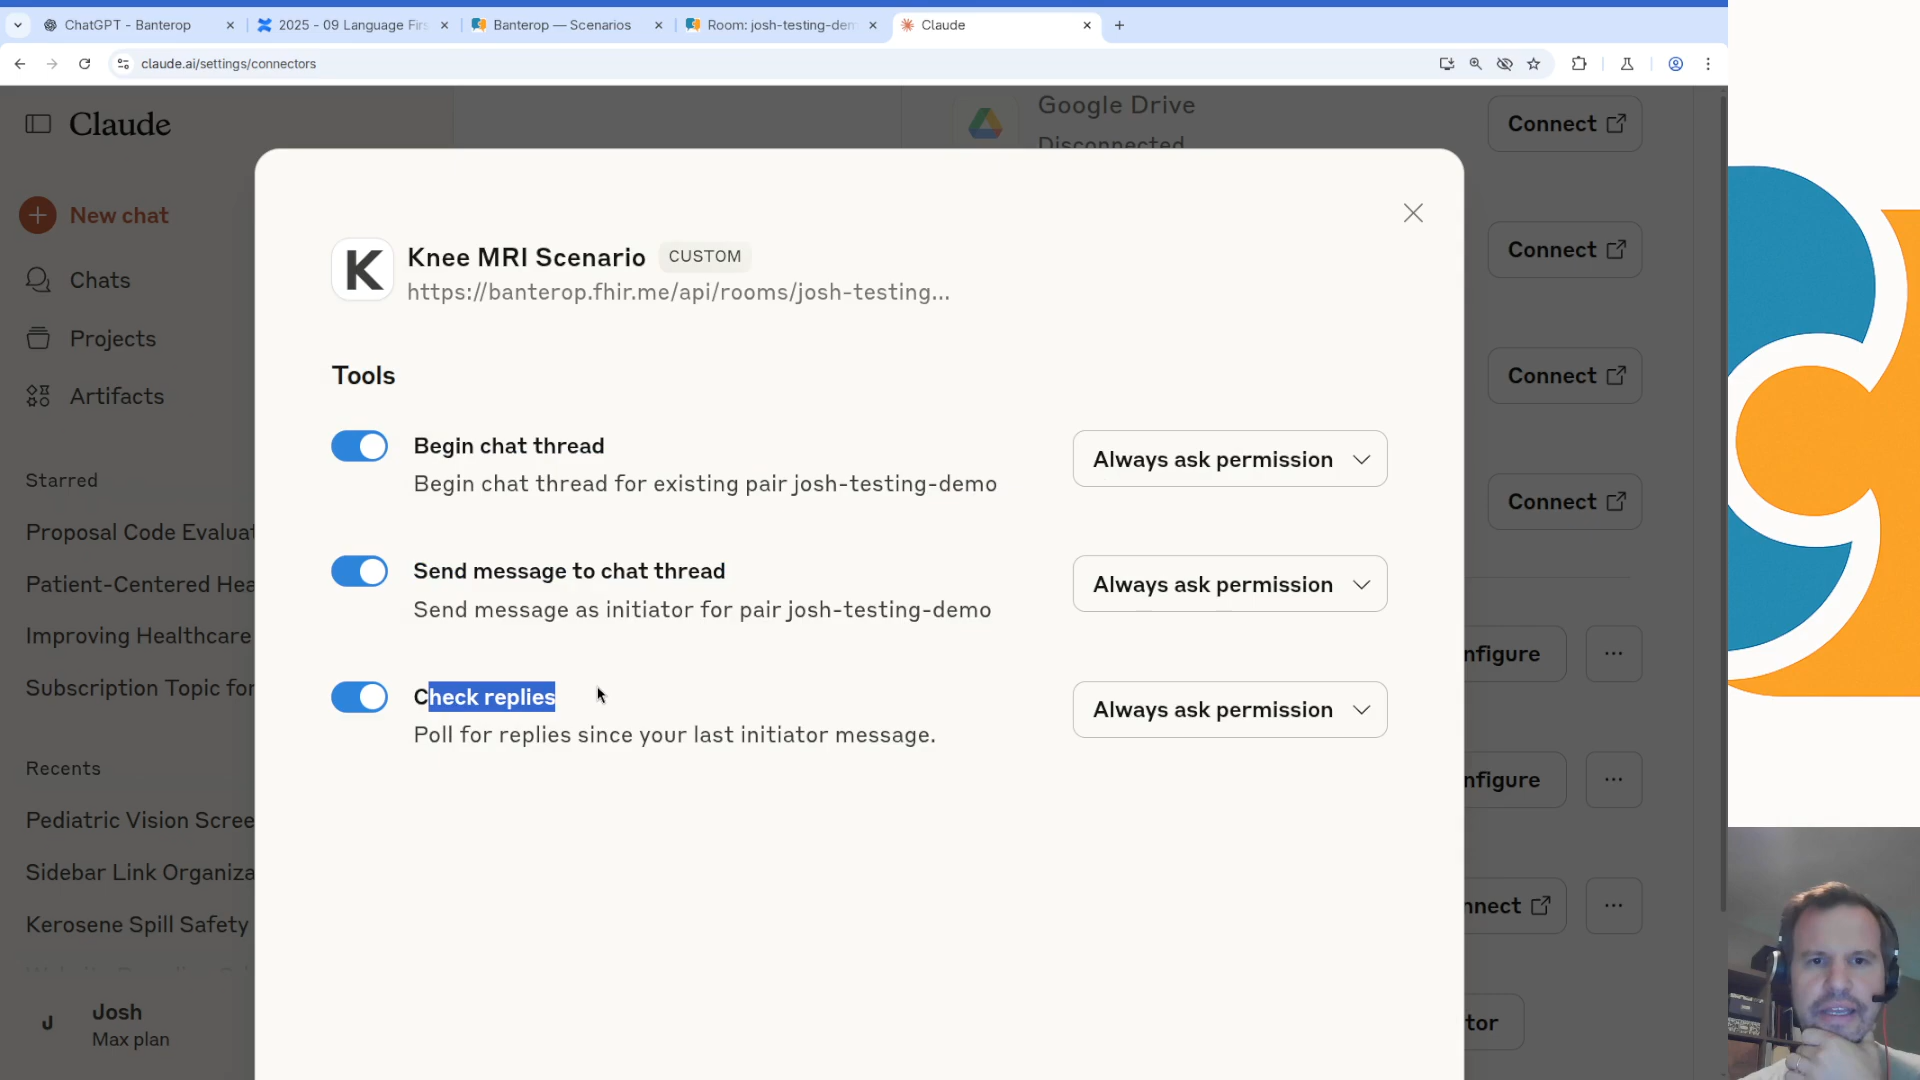 ChatGPT - Banterop
2025 - 09 Language Firs
Banterop — Scenarios
Room: josh-testing-dem
Claude
claude.ai/settings/connectors
Claude
New chat
Chats
Projects
Artifacts
Starred
Proposal Code Evaluat
Patient-Centered Hea
Improving Healthcare
Subscription Topic for
Recents
Pediatric Vision Scree
Sidebar Link Organiza
Kerosene Spill Safety
J
Josh
Max plan
Google Drive
Disconnected
Connect
Connect
Connect
Connect
nfigure
nfigure
nnect
tor
K
Knee MRI Scenario
CUSTOM
https://banterop.fhir.me/api/rooms/josh-testing...
Tools
Begin chat thread
Begin chat thread for existing pair josh-testing-demo
Always ask permission
Send message to chat thread
Send message as initiator for pair josh-testing-demo
Always ask permission
Check replies
Poll for replies since your last initiator message.
Always ask permission